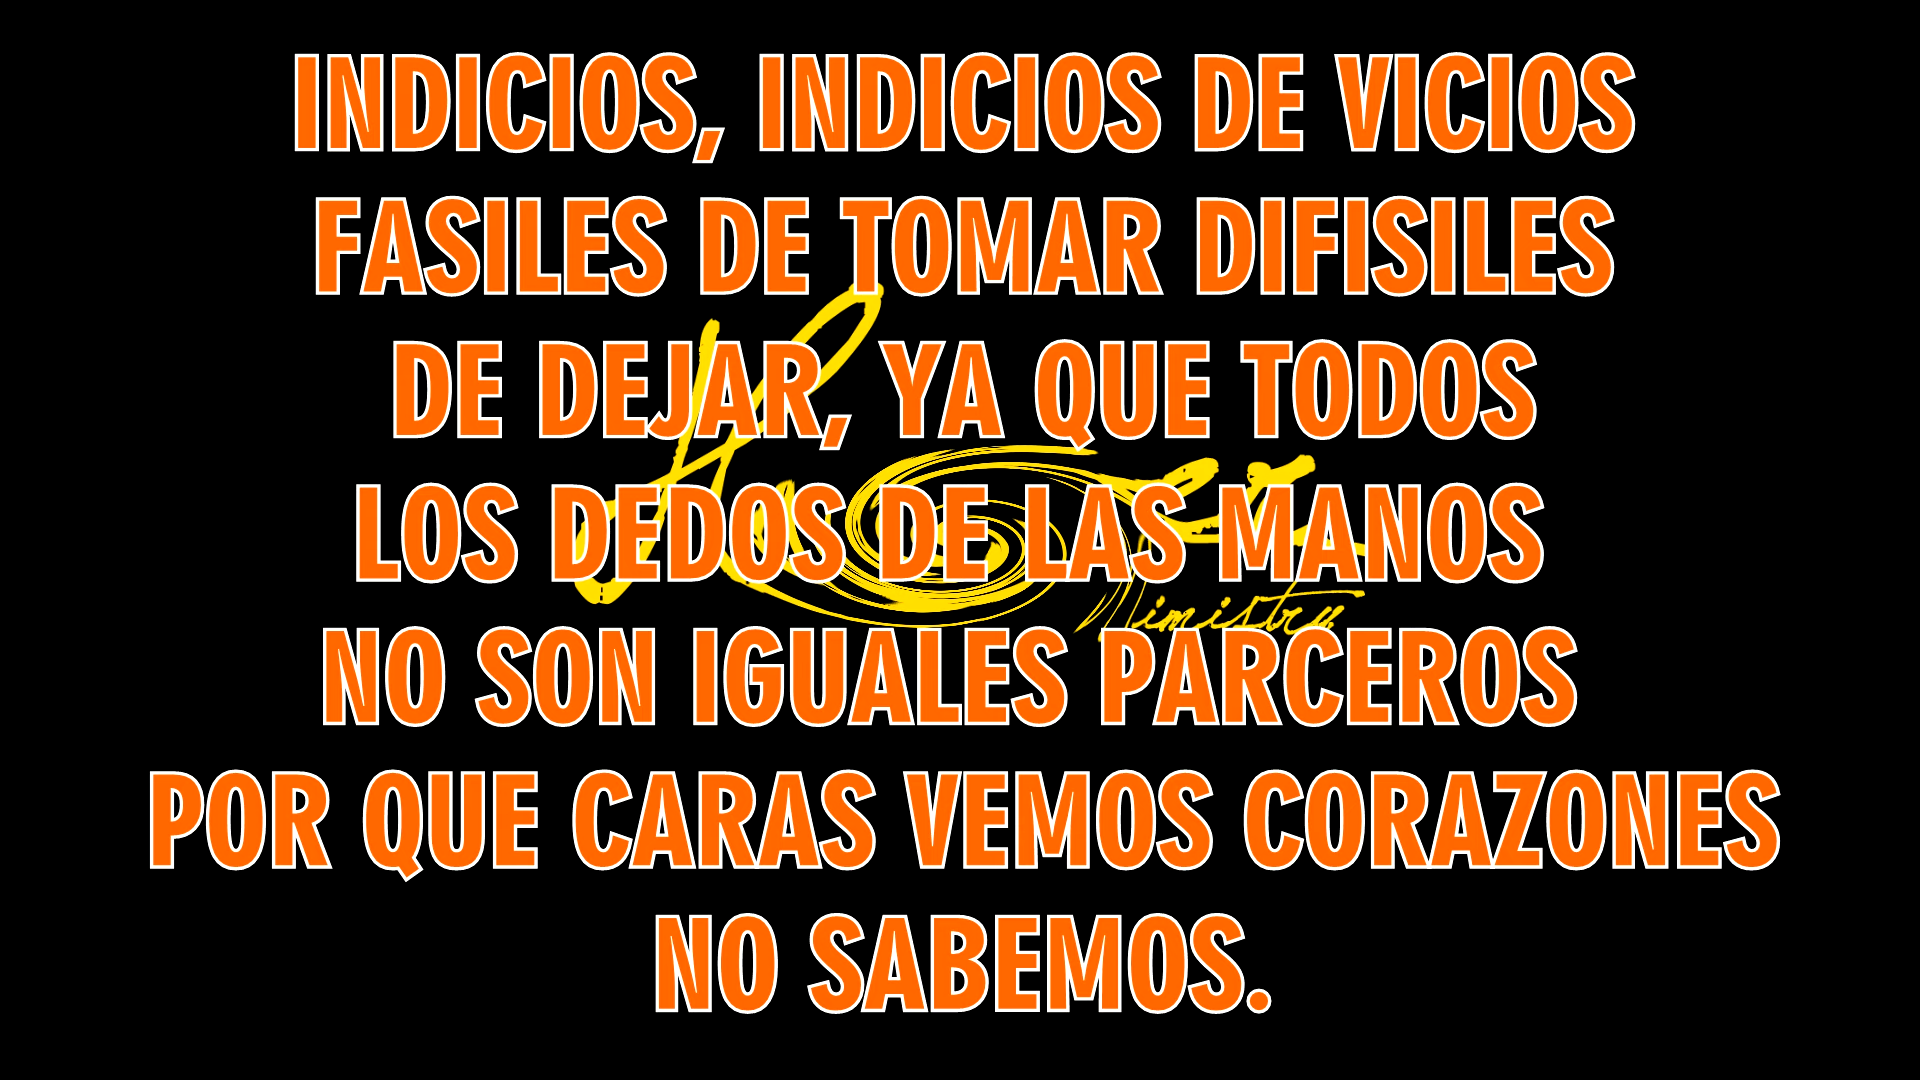 INDICIOS, INDICIOS DE VICIOS
FASILES DE TOMAR DIFISILES
DE DEJAR, YA QUE TODOS
LOS DEDOS DE LAS MANOS
NO SON IGUALES PARCEROS
POR QUE CARAS VEMOS CORAZONES
NO SABEMOS.